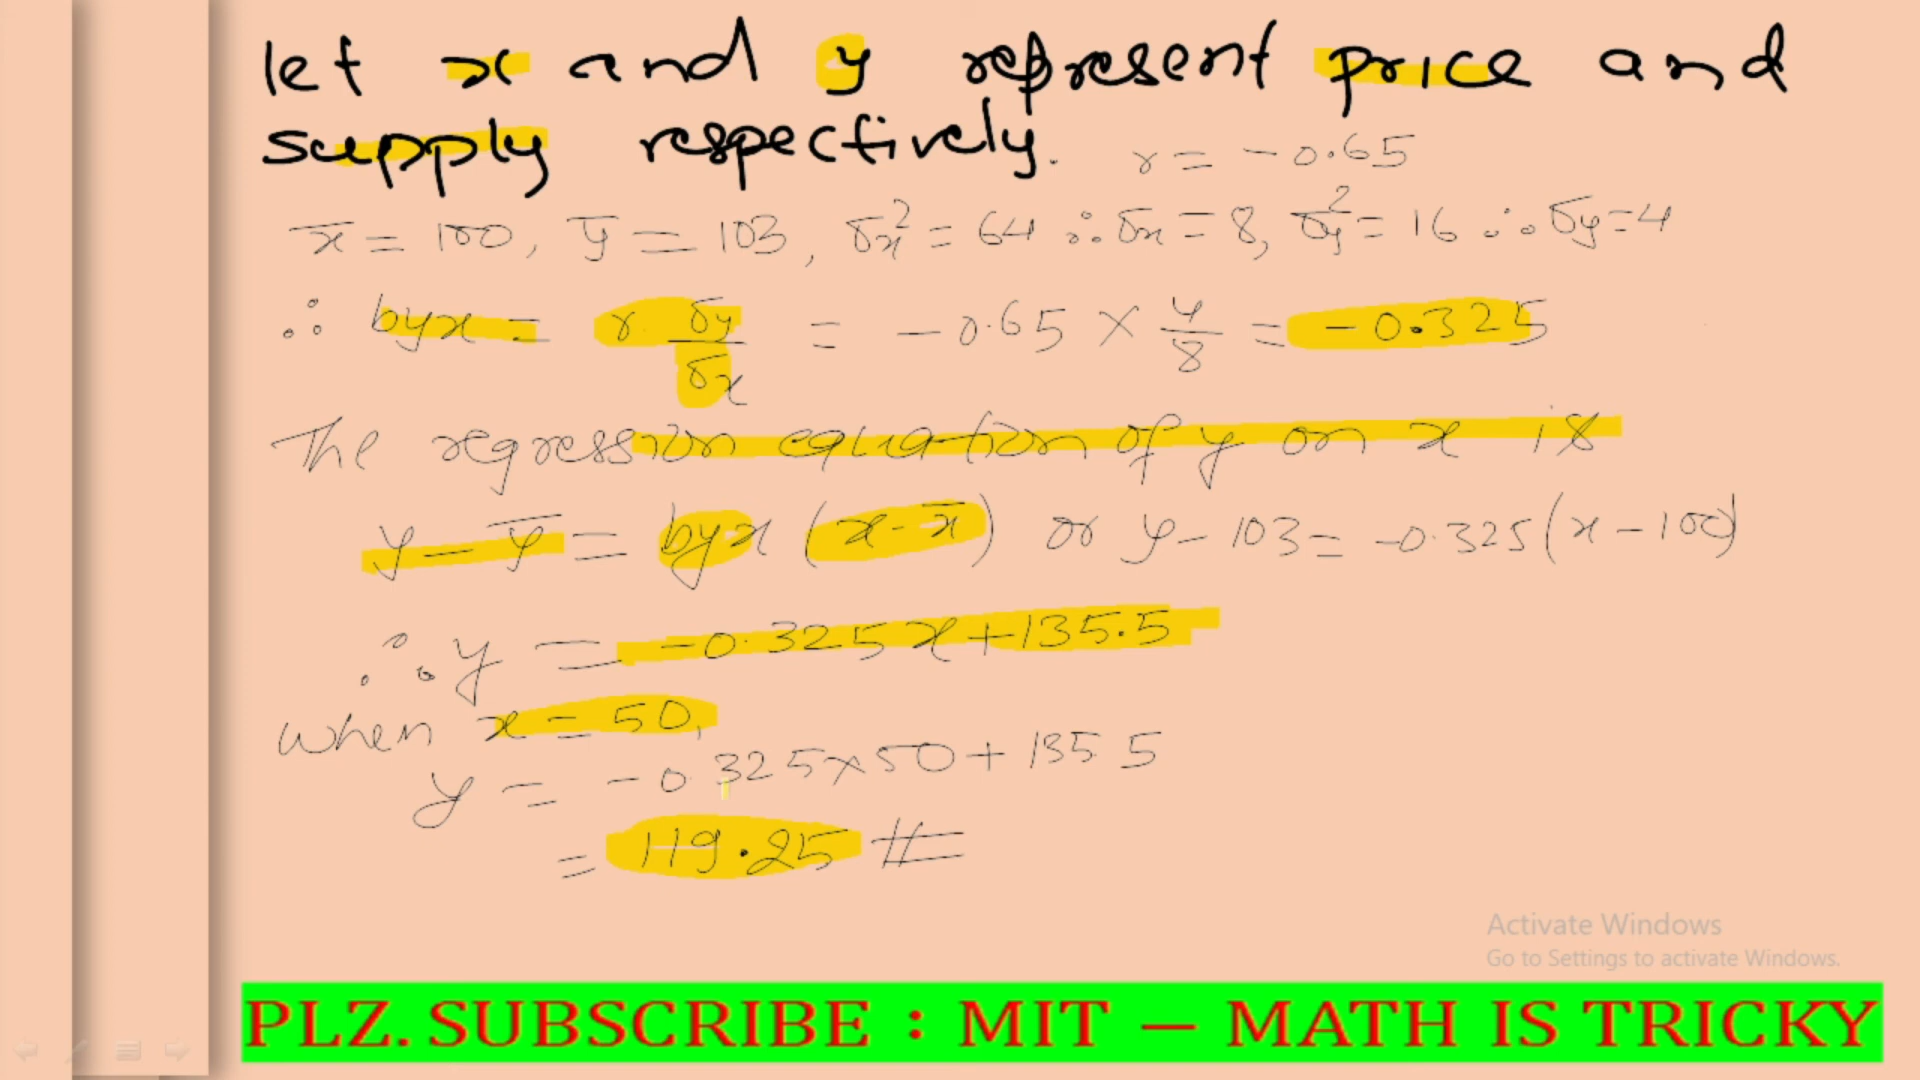 let x and y represent price and
supply respectively. r = -0.65
x̅ = 100, y̅ = 103, σx² = 64 ∴ σx = 8, σy² = 16 ∴ σy = 4
∴ byx = r. σy/σx = -0.65 × 4/8 = -0.325
The regression equation of y on x is
y - y̅ = byx (x - x̅) or y - 103 = -0.325(x - 100)
∴ y = -0.325x + 135.5
When x = 50,
y = -0.325×50 + 135.5
= 119.25 #
Activate Windows
Go to Settings to activate Windows.
PLZ. SUBSCRIBE : MIT – MATH IS TRICKY